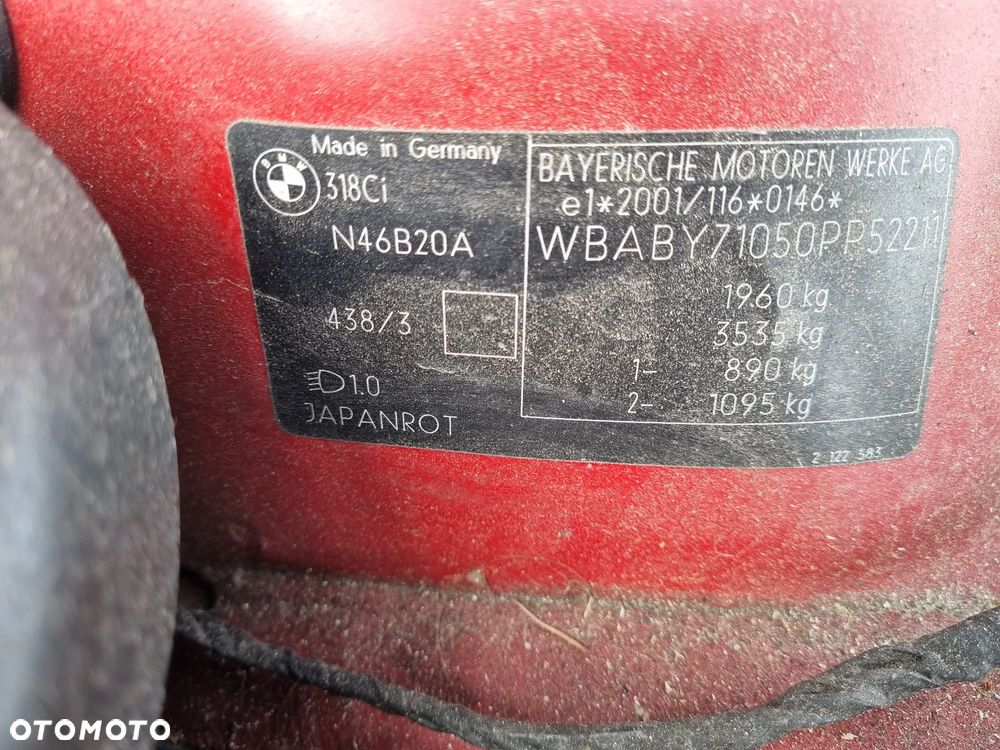 Made in Germany
BMW
318Ci
N46B20A
438/3
1.0
JAPANROT
BAYERISCHE MOTOREN WERKE AG
e1*2001/116*0146*
WBABY71050PP52211
1960 kg
3535 kg
1- 890 kg
2- 1095 kg
2 122 583
OTOMOTO